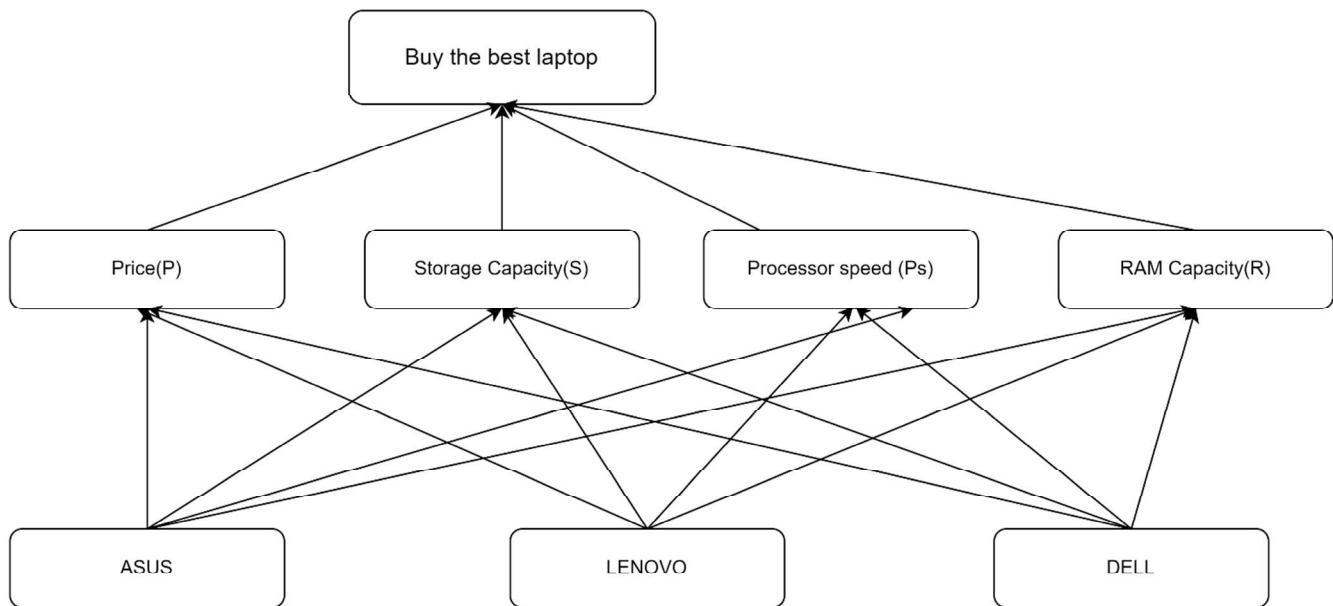 Buy the best laptop
Price(P)
Storage Capacity(S)
Processor speed (Ps)
RAM Capacity(R)
ASUS
LENOVO
DELL